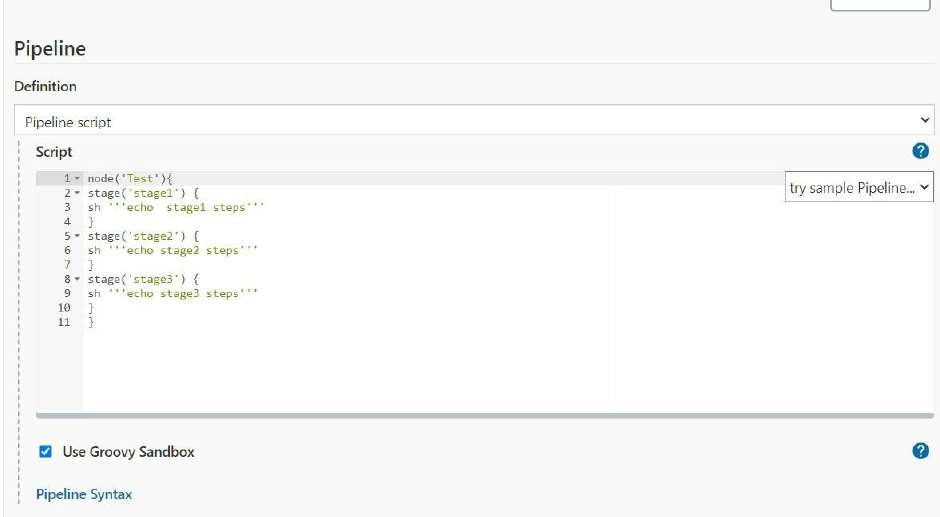 Pipeline
Definition
Pipeline script
Script
?
1 node('Test'){
try sample Pipeline...
2 stage('stage1') {
3 sh '''echo  stage1 steps'''
4 }
5 stage('stage2') {
6 sh '''echo stage2 steps'''
7 }
8 stage('stage3') {
9 sh '''echo stage3 steps'''
10 }
11 }
Use Groovy Sandbox
?
Pipeline Syntax